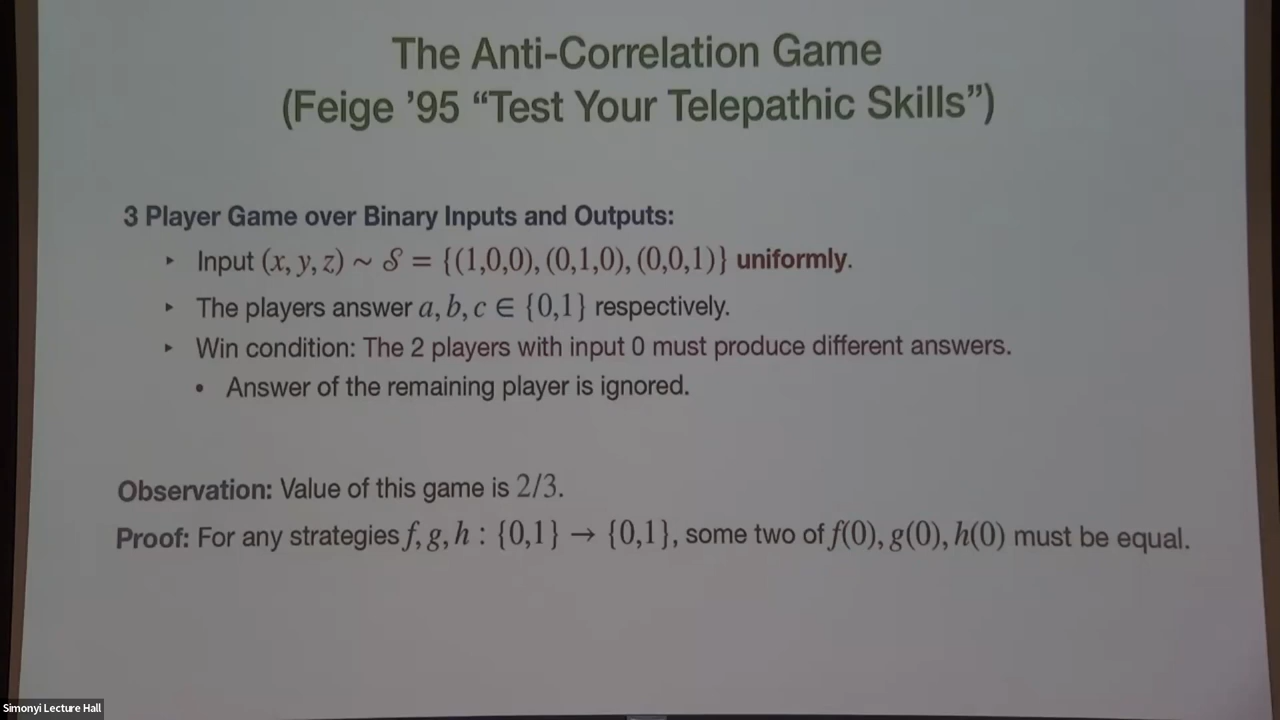 The Anti-Correlation Game
(Feige ’95 “Test Your Telepathic Skills”)
3 Player Game over Binary Inputs and Outputs:
‣ Input (x, y, z) ~ 𝒮 = {(1,0,0), (0,1,0), (0,0,1)} uniformly.
‣ The players answer a, b, c ∈ {0,1} respectively.
‣ Win condition: The 2 players with input 0 must produce different answers.
• Answer of the remaining player is ignored.
Observation: Value of this game is 2/3.
Proof: For any strategies f, g, h : {0,1} → {0,1}, some two of f(0), g(0), h(0) must be equal.
Simonyi Lecture Hall